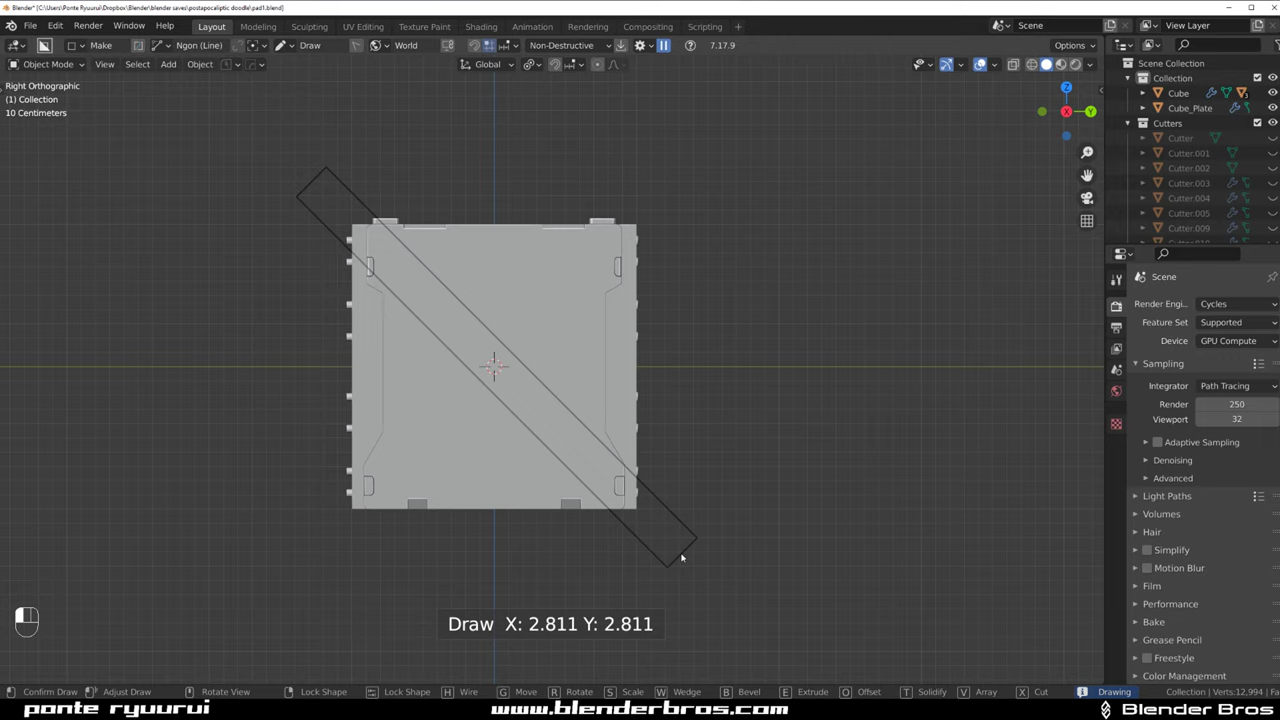 Blender* [C:\Users\Ponte Ryuurui\Dropbox\Blender\blender saves\postapocaliptic doodle\pad1.blend]
File Edit Render Window Help Layout Modeling Sculpting UV Editing Texture Paint Shading Animation Rendering Compositing Scripting + Scene View Layer
Make Ngon (Line) Draw World Non-Destructive 7.17.9 Options
Object Mode View Select Add Object Global
Right Orthographic
(1) Collection
10 Centimeters
Z
X
Y
Scene Collection
Collection
Cube
Cube_Plate
Cutters
Cutter
Cutter.001
Cutter.002
Cutter.003
Cutter.004
Cutter.005
Cutter.009
Scene
Render Engi... Cycles
Feature Set Supported
Device GPU Compute
Sampling
Integrator Path Tracing
Render 250
Viewport 32
Adaptive Sampling
Denoising
Advanced
Light Paths
Volumes
Hair
Simplify
Motion Blur
Film
Performance
Bake
Grease Pencil
Freestyle
Color Management
Draw X: 2.811 Y: 2.811
Confirm Draw Adjust Draw Rotate View Lock Shape Lock Shape H Wire G Move R Rotate S Scale W Wedge B Bevel E Extrude O Offset T Solidify V Array X Cut Drawing Collection | Verts:12,994 | Fa
ponte ryuurui www.blenderbros.com Blender Bros